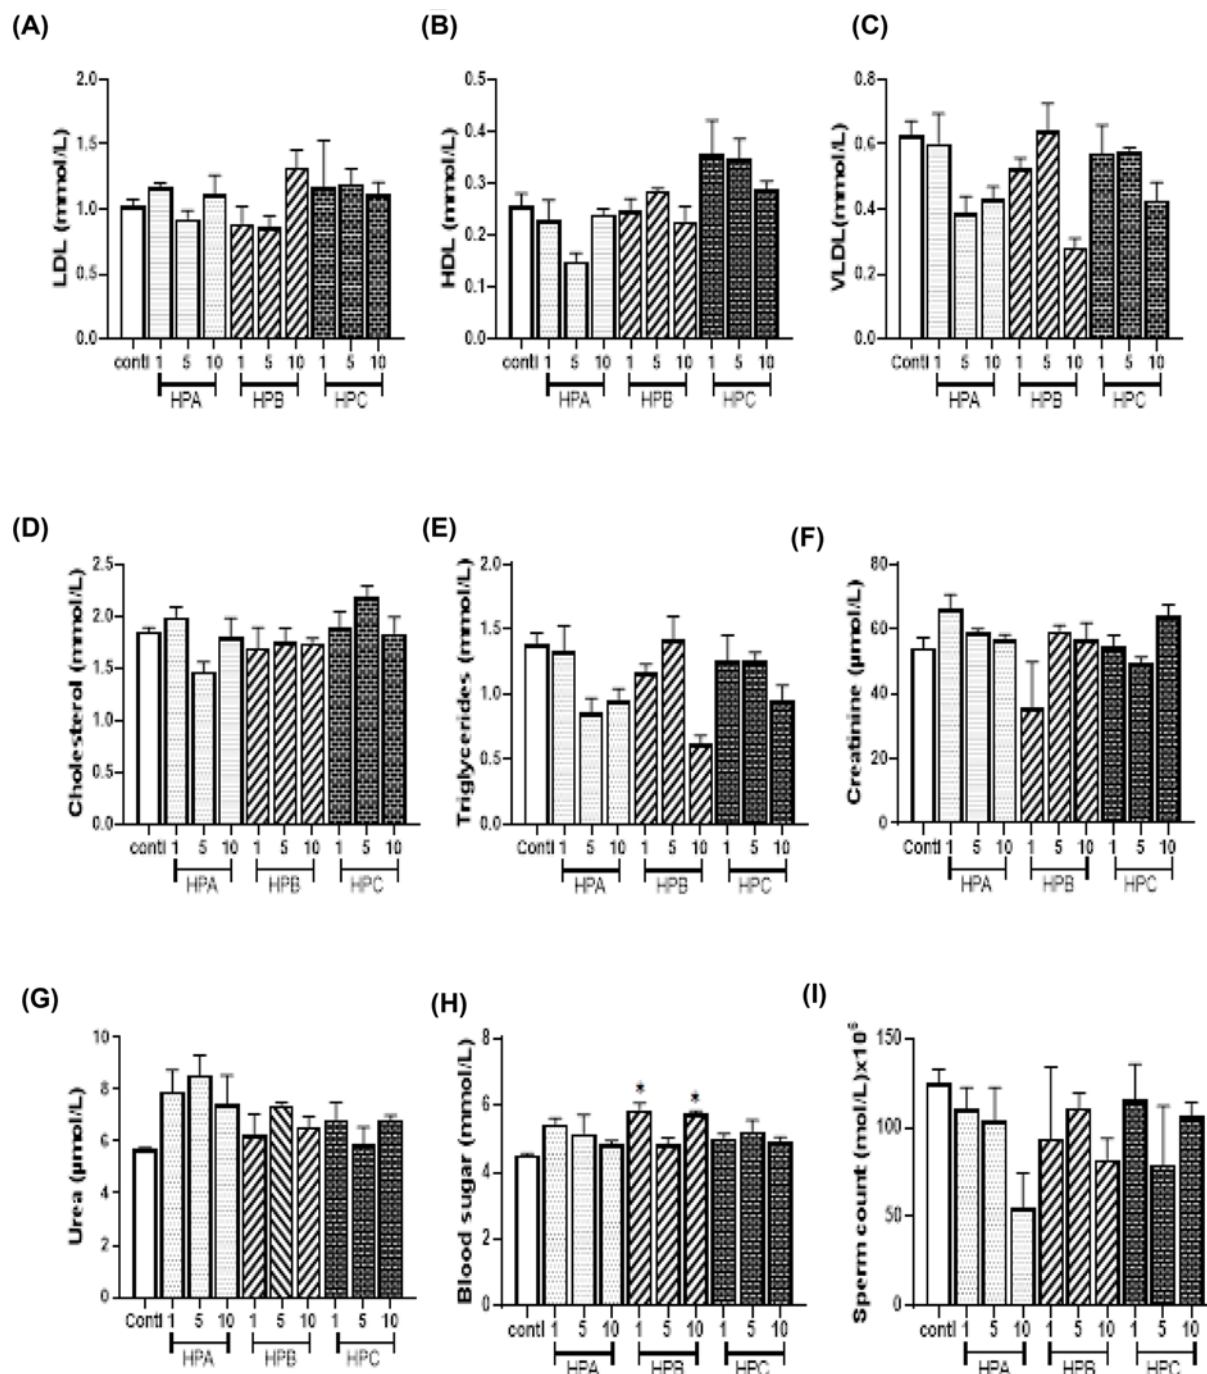 (A)
(B)
(C)
LDL (mmol/L)
2.0
1.5
1.0
0.5
0.0
contl 1 5 10 1 5 10 1 5 10
HPA HPB HPC
HDL (mmol/L)
0.5
0.4
0.3
0.2
0.1
0.0
contl 1 5 10 1 5 10 1 5 10
HPA HPB HPC
VLDL(mmol/L)
0.8
0.6
0.4
0.2
0.0
Contl 1 5 10 1 5 10 1 5 10
HPA HPB HPC
(D)
(E)
(F)
Cholesterol (mmol/L)
2.5
2.0
1.5
1.0
0.5
0.0
contl 1 5 10 1 5 10 1 5 10
HPA HPB HPC
Triglycerides (mmol/L)
2.0
1.5
1.0
0.5
0.0
Contl 1 5 10 1 5 10 1 5 10
HPA HPB HPC
Creatinine (µmol/L)
80
60
40
20
0
Contl 1 5 10 1 5 10 1 5 10
HPA HPB HPC
(G)
(H)
(I)
Urea (µmol/L)
10
8
6
4
2
0
Contl 1 5 10 1 5 10 1 5 10
HPA HPB HPC
Blood sugar (mmol/L)
8
6
4
2
0
* *
contl 1 5 10 1 5 10 1 5 10
HPA HPB HPC
Sperm count (mol/L)x10⁶
150
100
50
0
contl 1 5 10 1 5 10 1 5 10
HPA HPB HPC